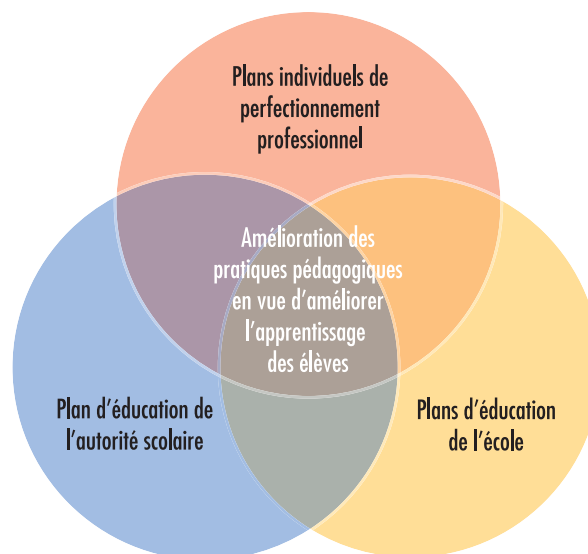 Plans individuels de
perfectionnement
professionnel
Amélioration des
pratiques pédagogiques
en vue d’améliorer
l’apprentissage
des élèves
Plan d’éducation de
l’autorité scolaire
Plans d’éducation
de l’école